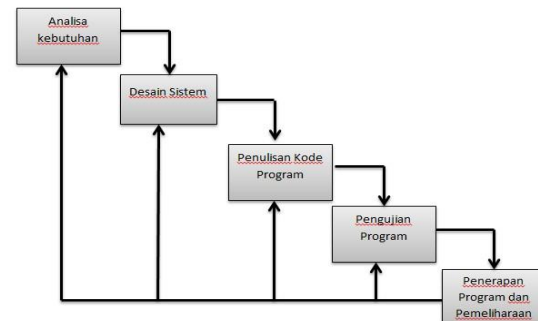 Analisa
kebutuhan
Desain Sistem
Penulisan Kode
Program
Pengujian
Program
Penerapan
Program dan
Pemeliharaan